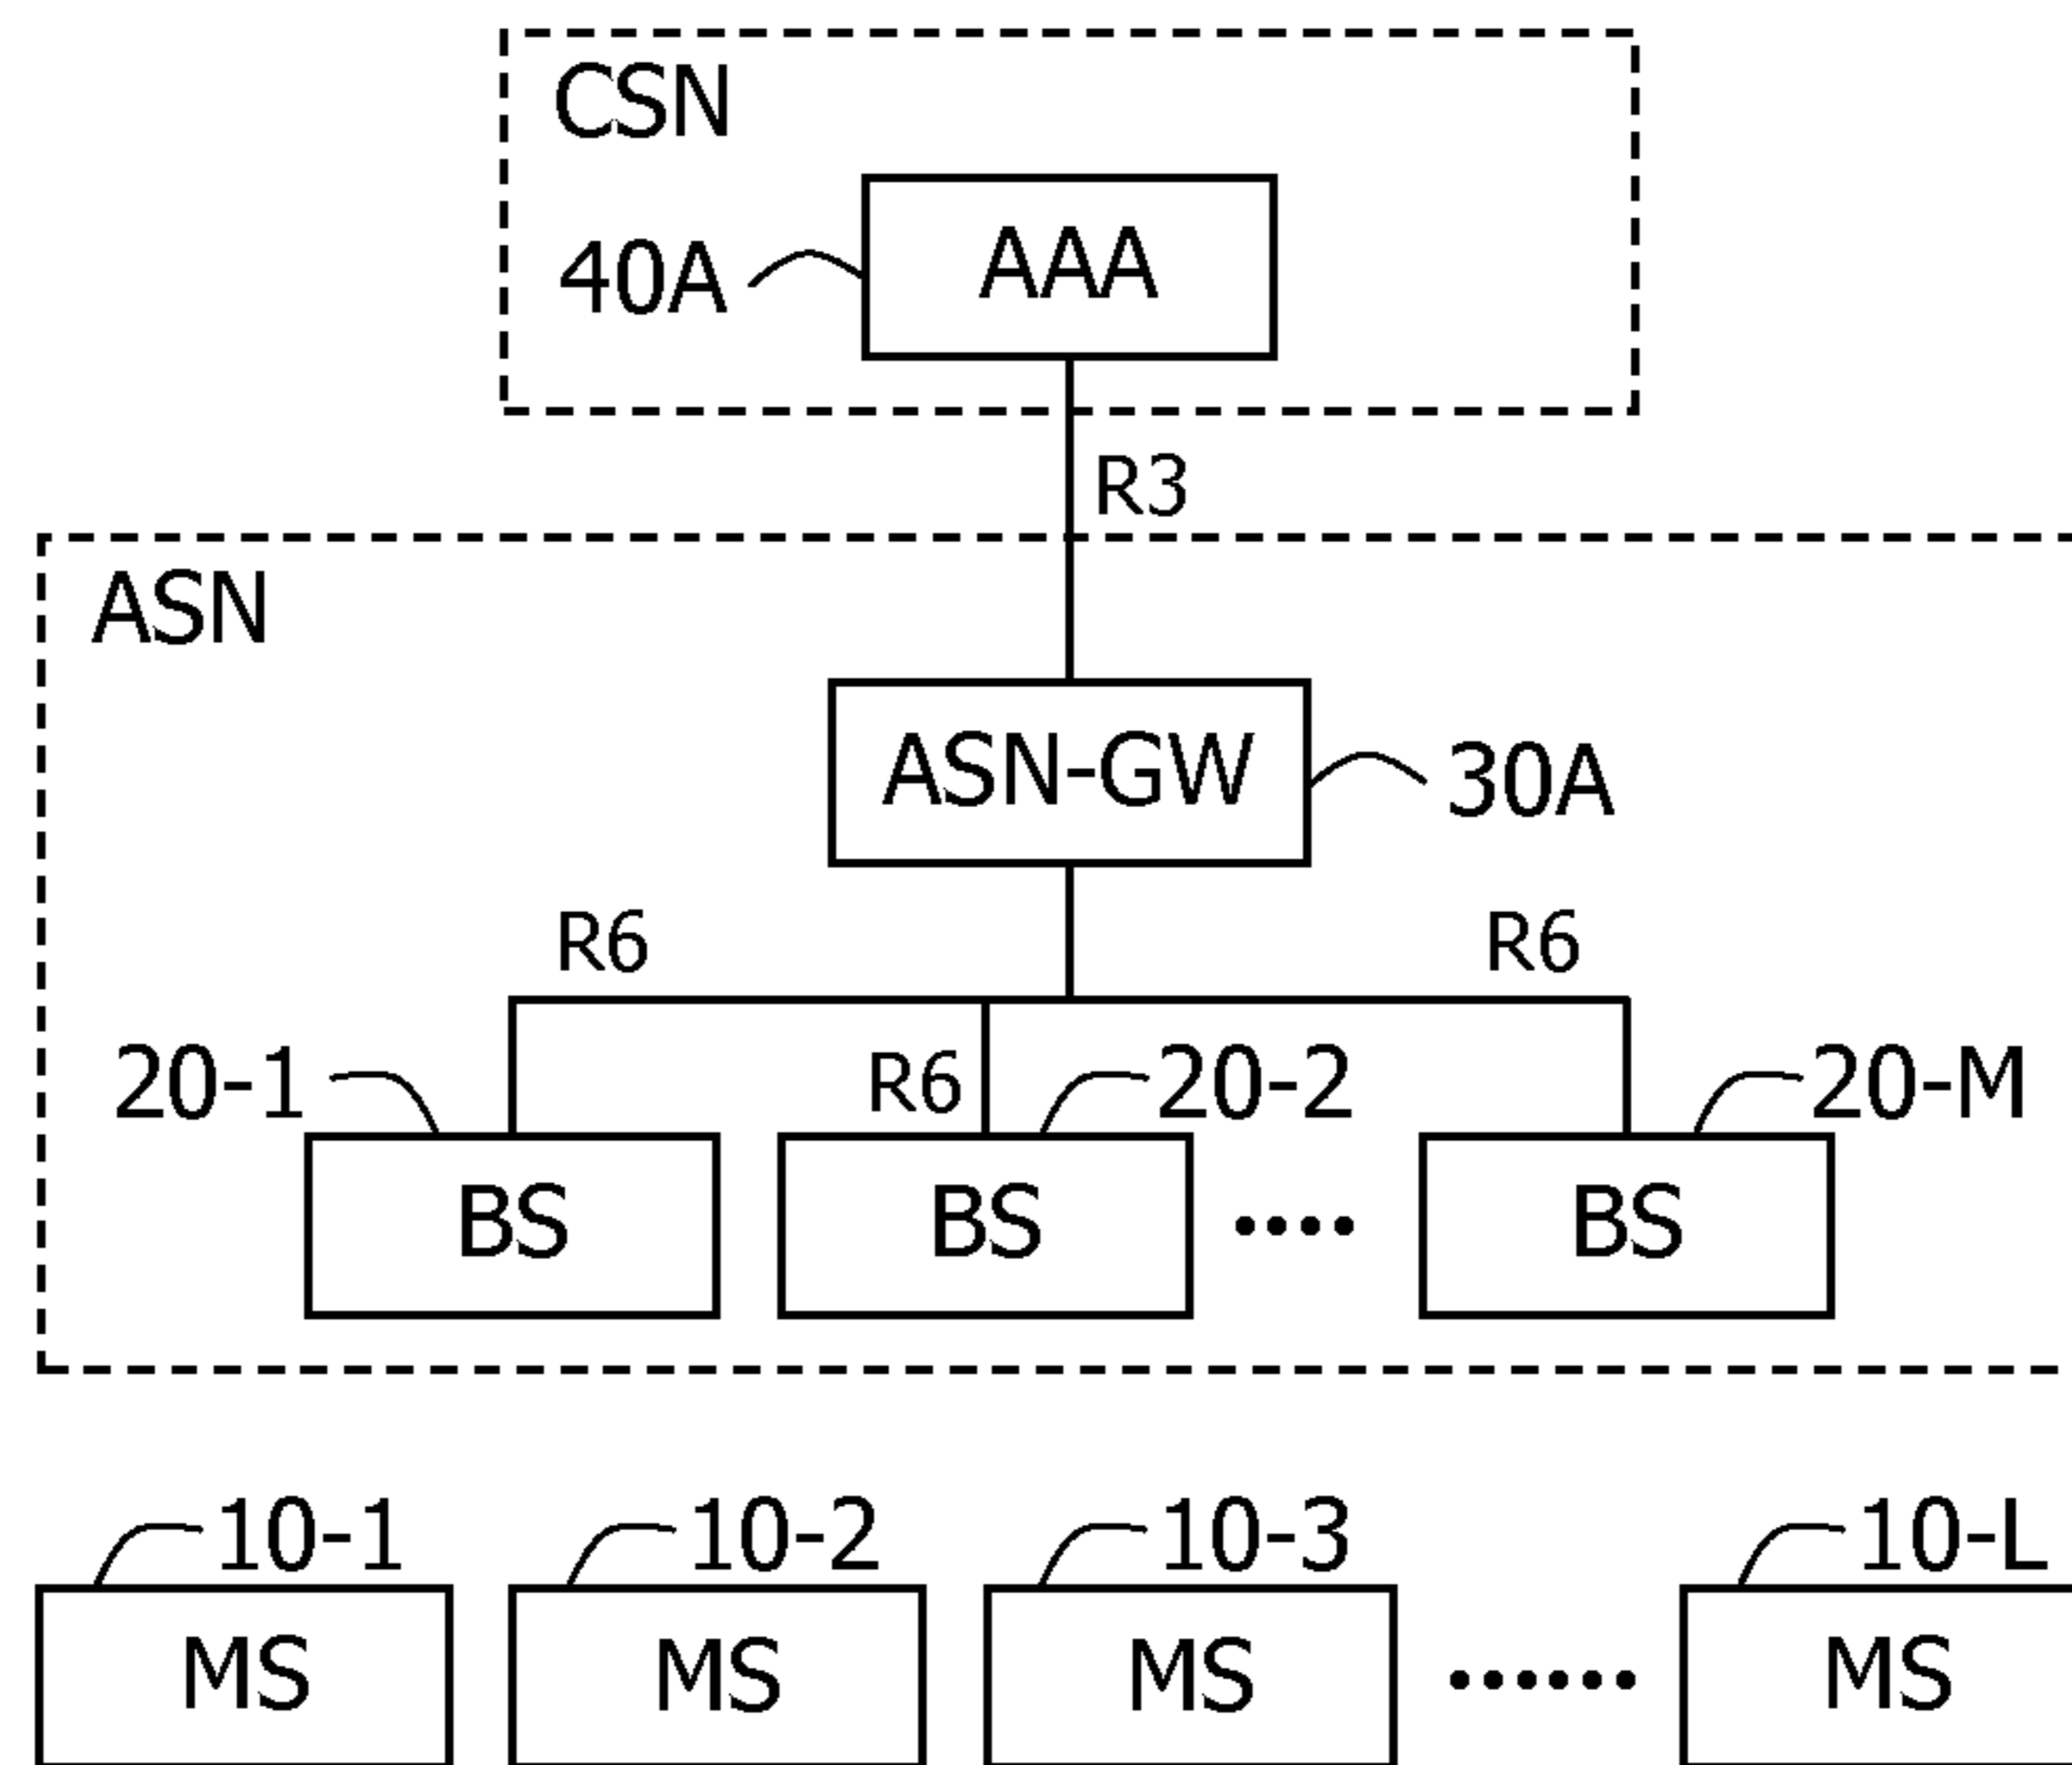 CSN
AAA
40A
R3
ASN
ASN-GW
30A
R6
R6
20-1
R6
20-2
20-M
BS
BS
BS
10-1
10-2
10-3
10-L
MS
MS
MS
MS